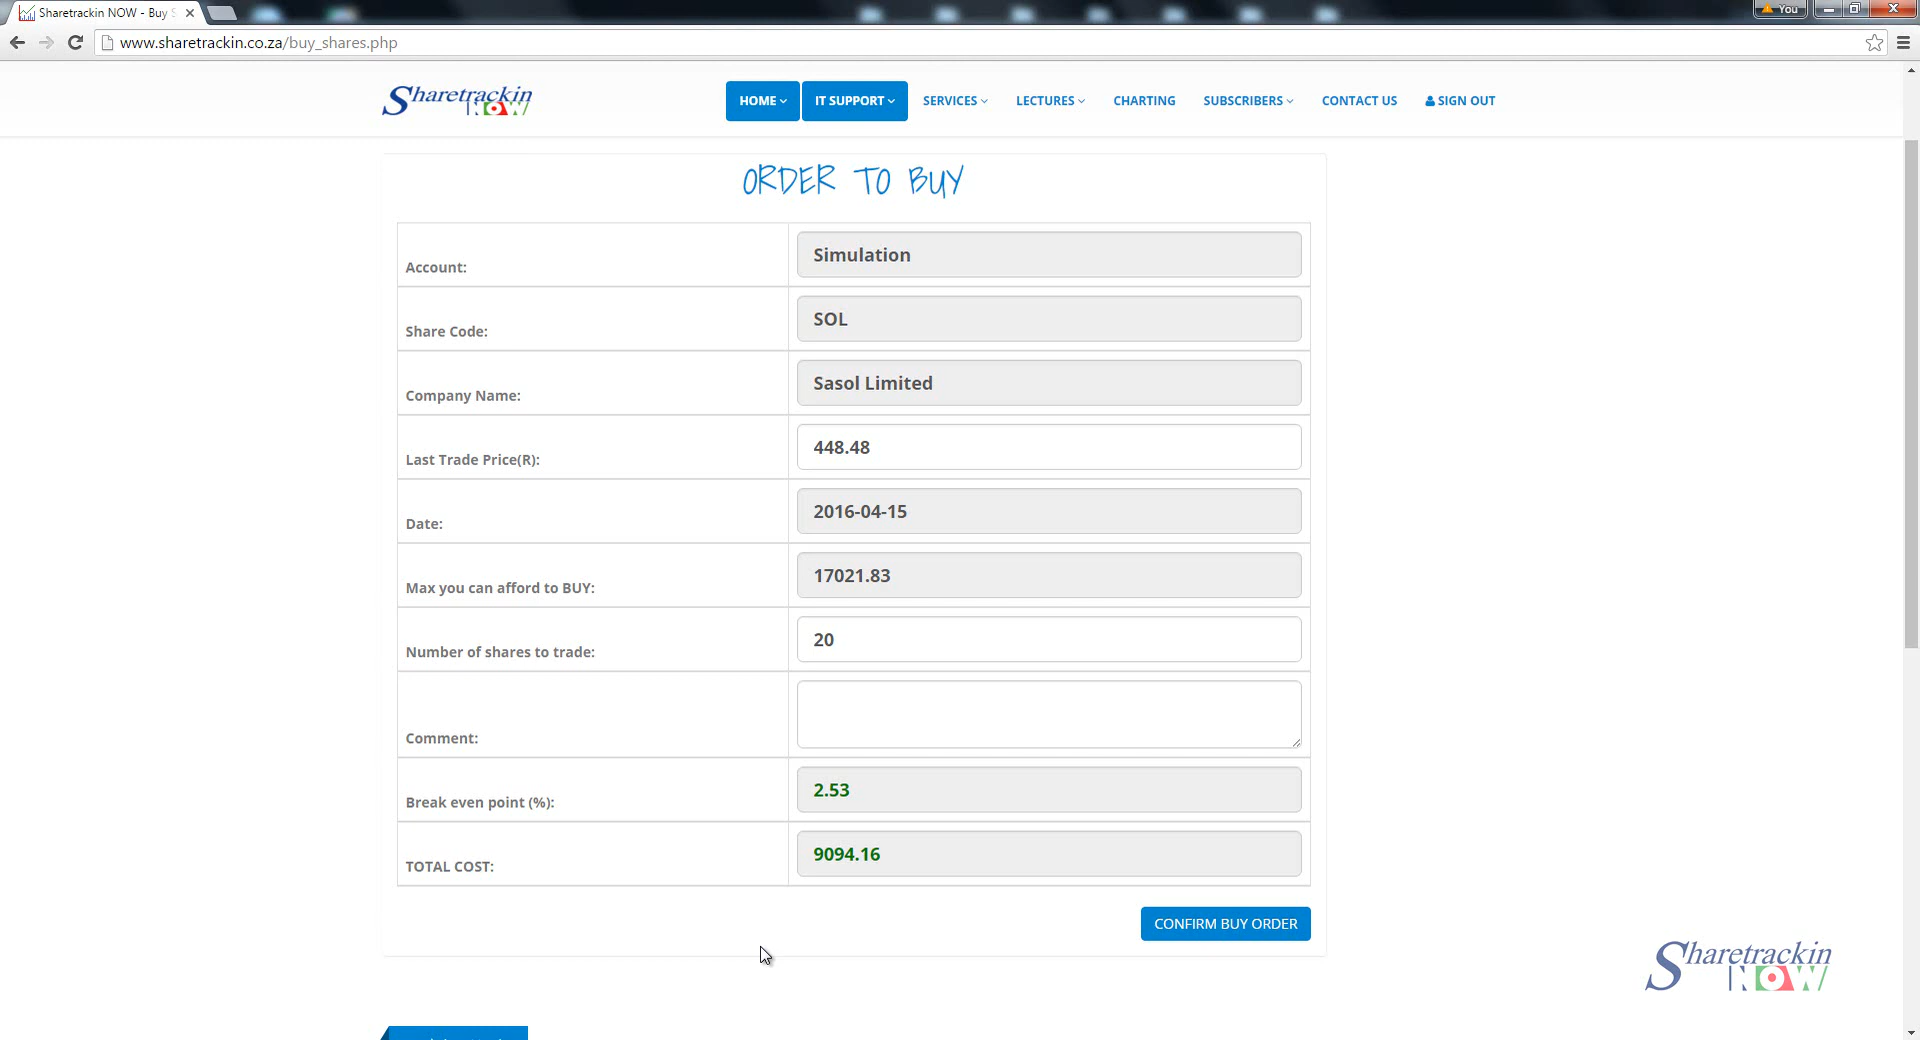 Sharetrackin NOW - Buy S
You
www.sharetrackin.co.za/buy_shares.php
Sharetrackin NOW
HOME
IT SUPPORT
SERVICES
LECTURES
CHARTING
SUBSCRIBERS
CONTACT US
SIGN OUT
ORDER TO BUY
Account: Simulation
Share Code: SOL
Company Name: Sasol Limited
Last Trade Price(R): 448.48
Date: 2016-04-15
Max you can afford to BUY: 17021.83
Number of shares to trade: 20
Comment:
Break even point (%): 2.53
TOTAL COST: 9094.16
CONFIRM BUY ORDER
Sharetrackin
NOW